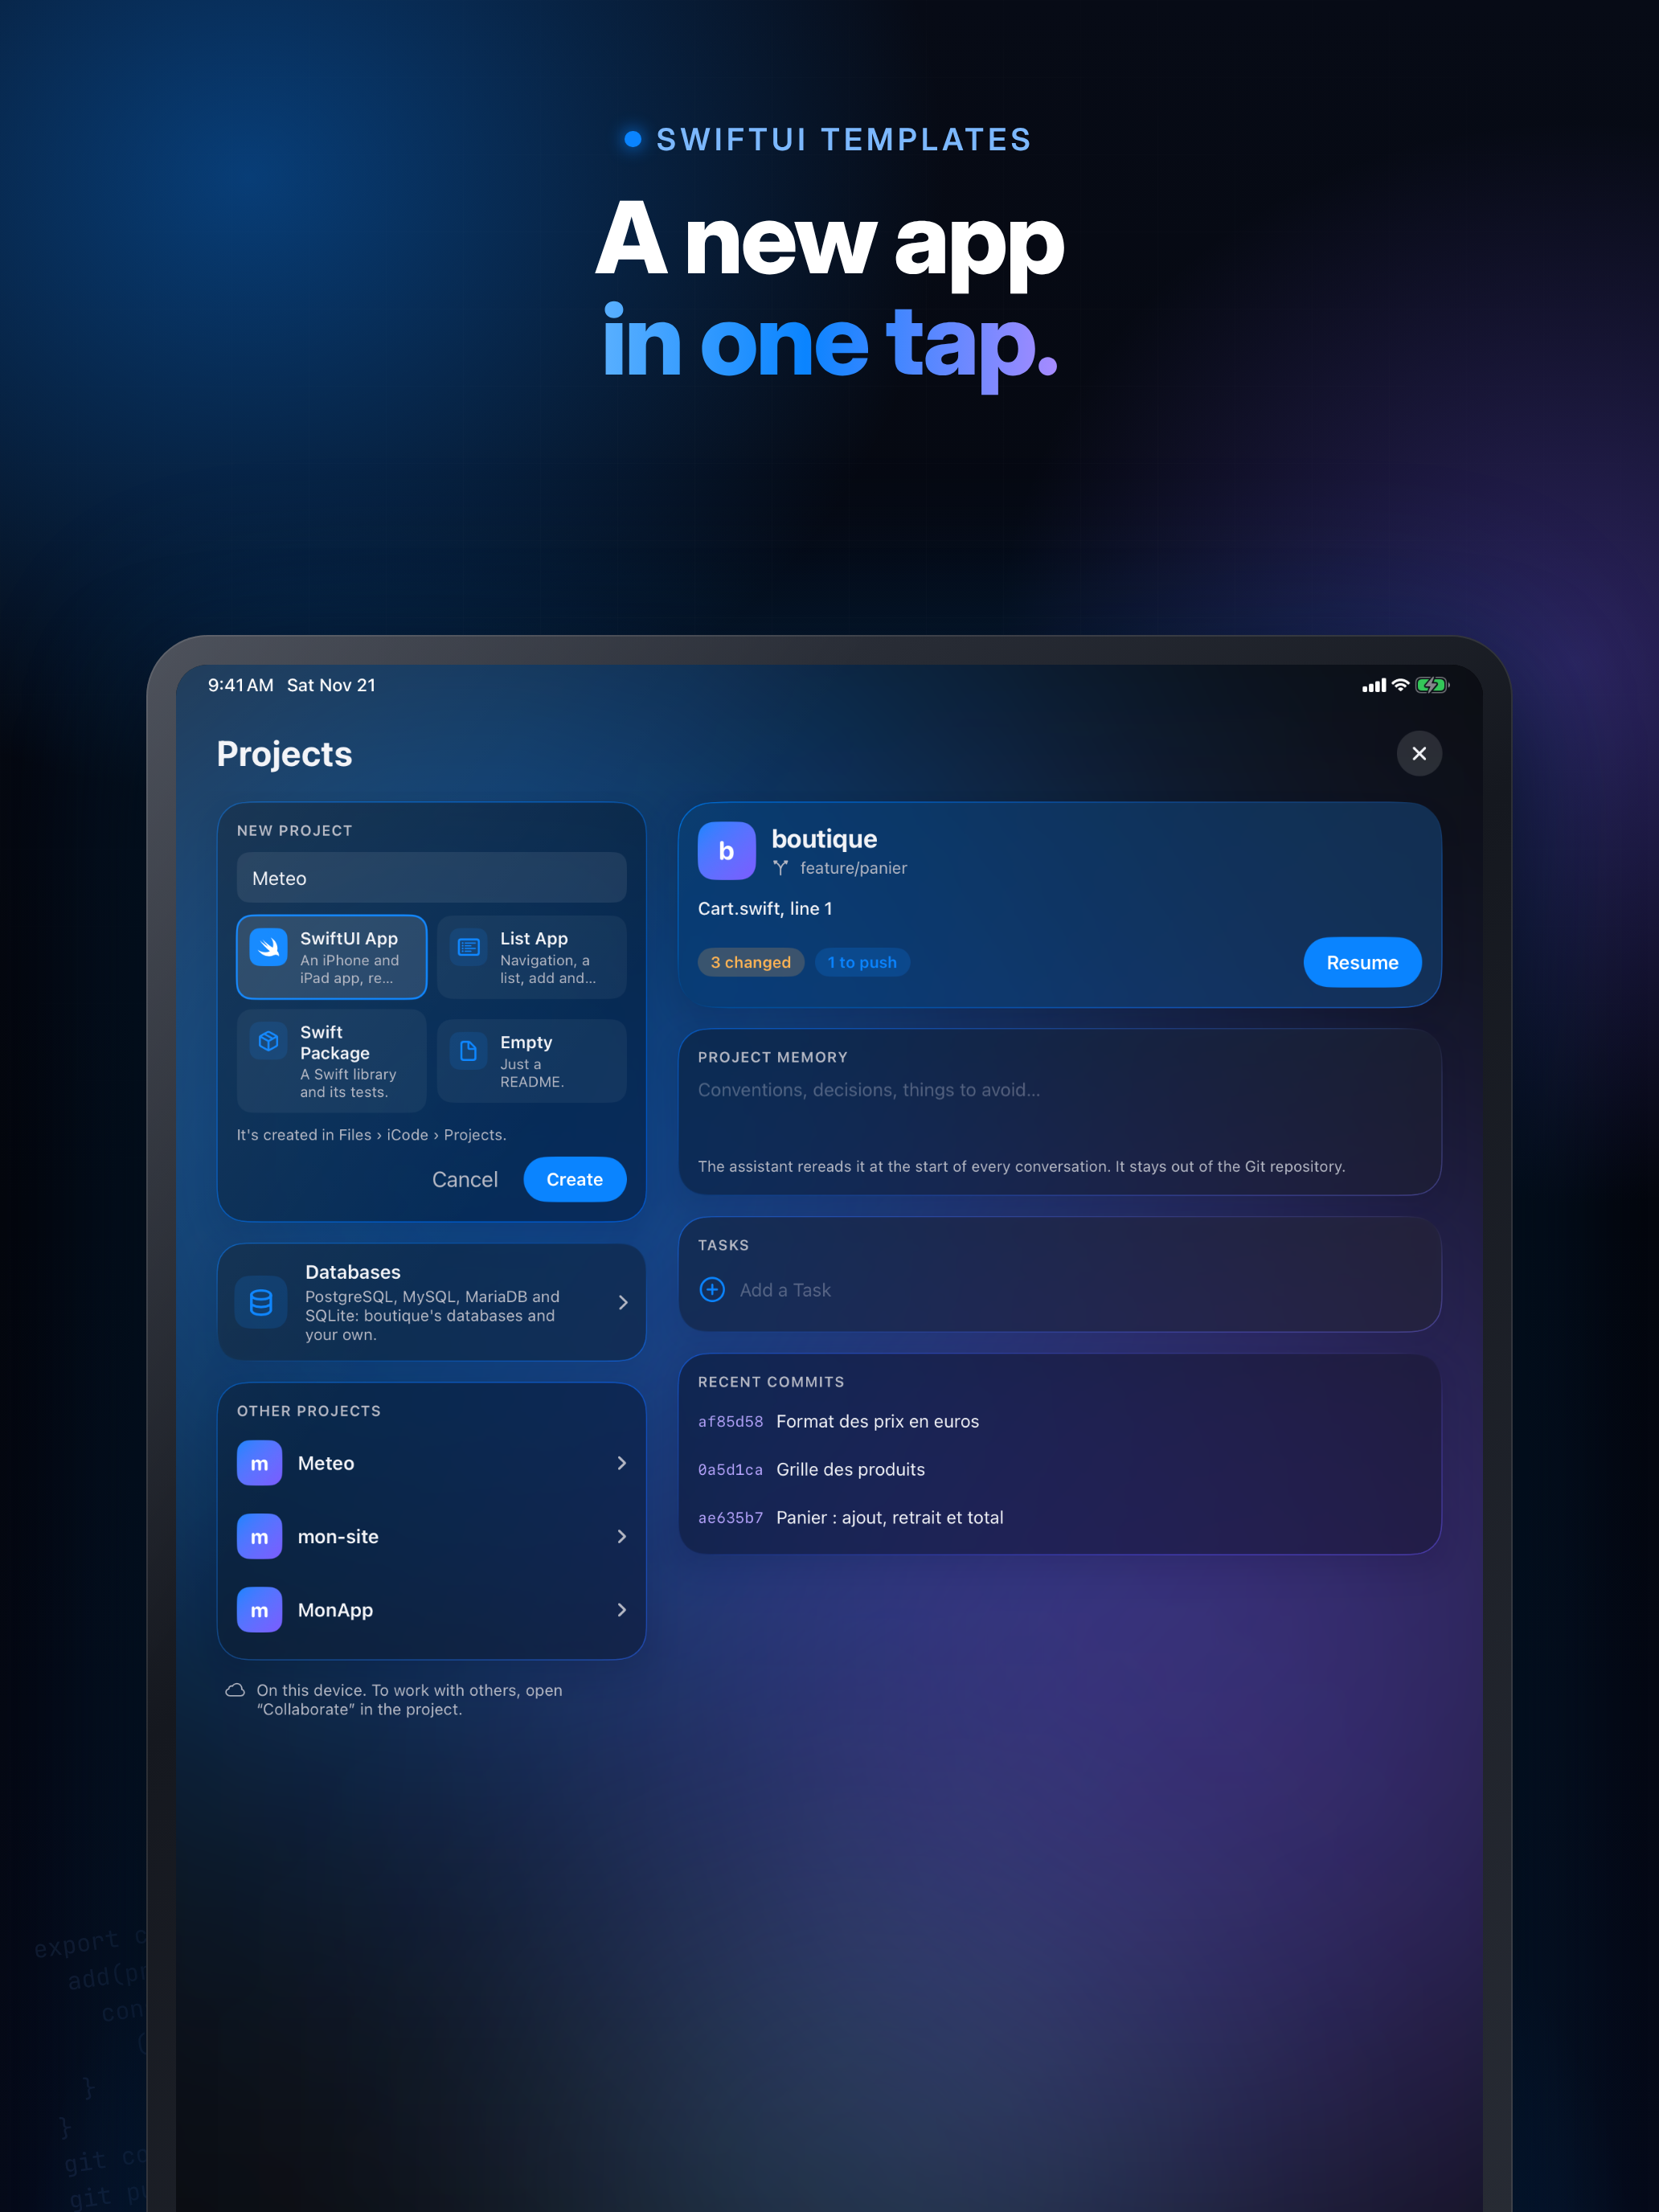 SWIFTUI TEMPLATES
A new app
in one tap.
9:41 AM Sat Nov 21
Projects
NEW PROJECT
Meteo
SwiftUI App
An iPhone and
iPad app, re...
List App
Navigation, a
list, add and...
Swift
Package
A Swift library
and its tests.
Empty
Just a
README.
It's created in Files › iCode › Projects.
Cancel
Create
Databases
PostgreSQL, MySQL, MariaDB and
SQLite: boutique's databases and
your own.
OTHER PROJECTS
m Meteo
m mon-site
m MonApp
On this device. To work with others, open
“Collaborate” in the project.
b
boutique
feature/panier
Cart.swift, line 1
3 changed
1 to push
Resume
PROJECT MEMORY
Conventions, decisions, things to avoid...
The assistant rereads it at the start of every conversation. It stays out of the Git repository.
TASKS
Add a Task
RECENT COMMITS
af85d58 Format des prix en euros
0a5d1ca Grille des produits
ae635b7 Panier : ajout, retrait et total
export c
add(pr
con
(
}
}
git co
git pu